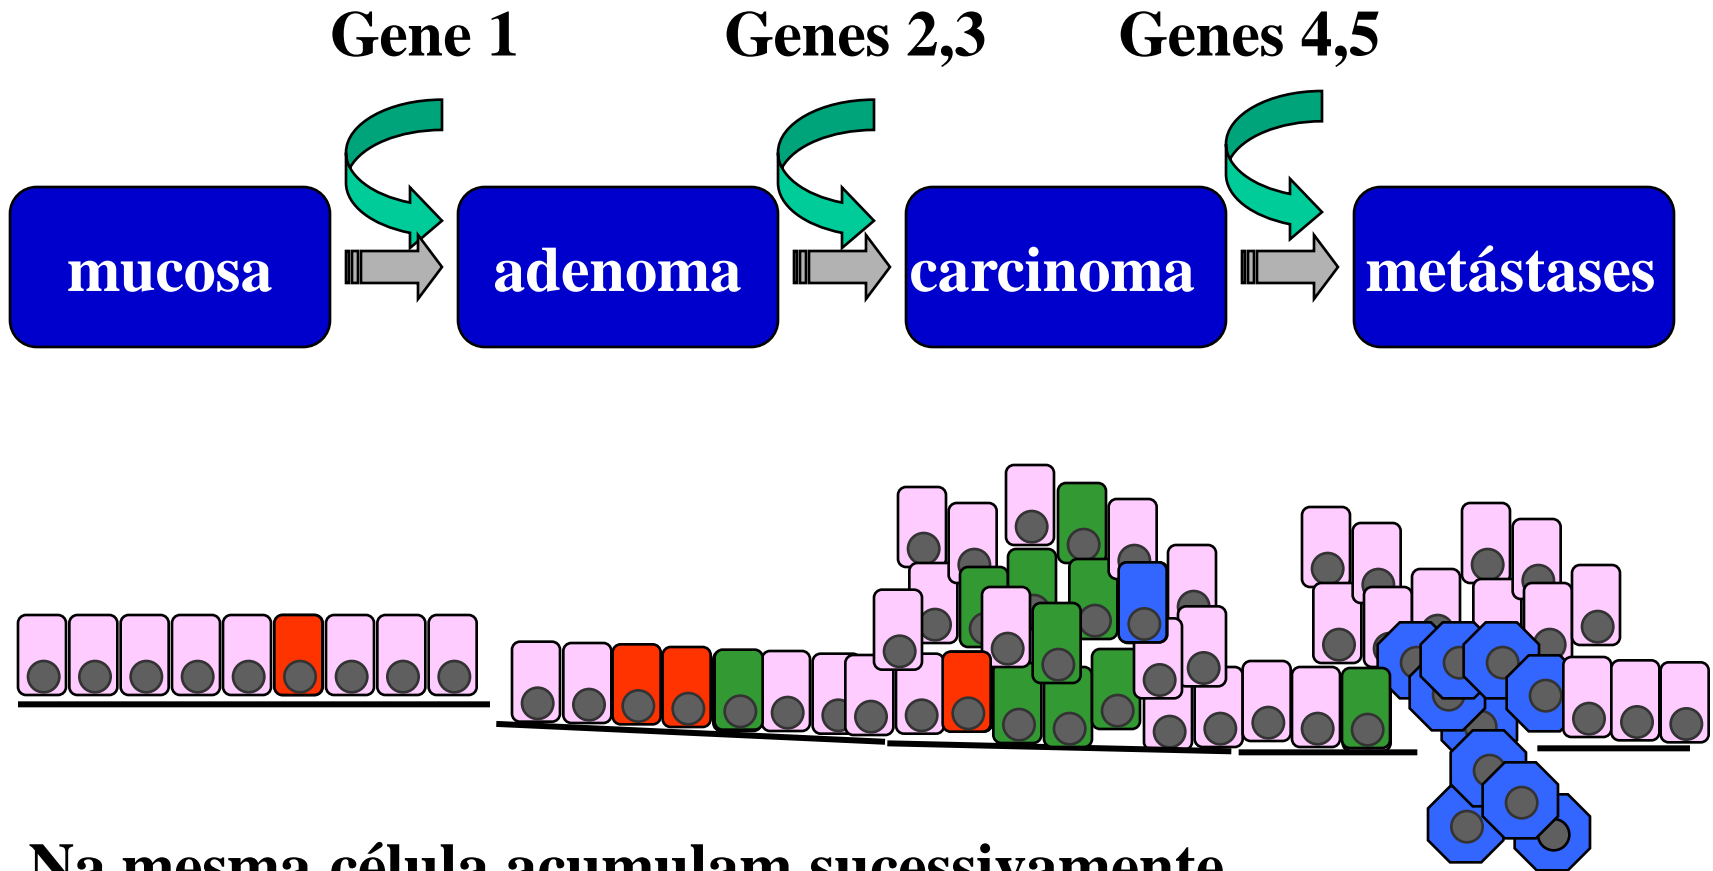 Gene 1
Genes 2,3
Genes 4,5
mucosa
adenoma
carcinoma
metástases
Na mesma célula acumulam sucessivamente